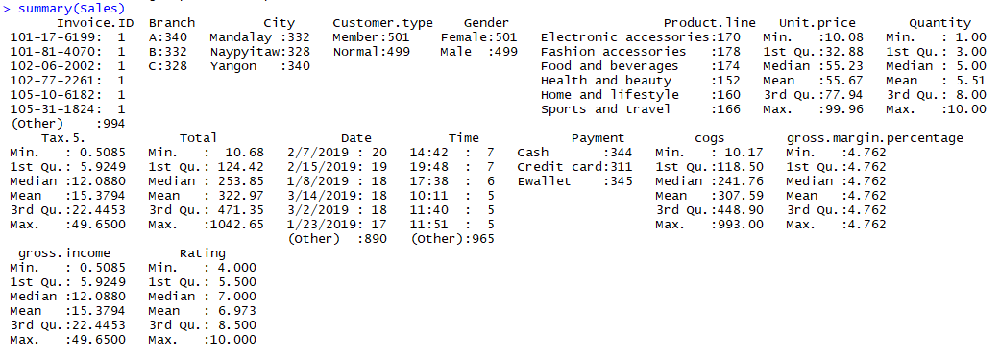 > summary(Sales)
Invoice.ID Branch City Customer.type Gender Product.line Unit.price Quantity
101-17-6199: 1 A:340 Mandalay :332 Member:501 Female:501 Electronic accessories:170 Min. :10.08 Min. : 1.00
101-81-4070: 1 B:332 Naypyitaw:328 Normal:499 Male :499 Fashion accessories :178 1st Qu.:32.88 1st Qu.: 3.00
102-06-2002: 1 C:328 Yangon :340 Food and beverages :174 Median :55.23 Median : 5.00
102-77-2261: 1 Health and beauty :152 Mean :55.67 Mean : 5.51
105-10-6182: 1 Home and lifestyle :160 3rd Qu.:77.94 3rd Qu.: 8.00
105-31-1824: 1 Sports and travel :166 Max. :99.96 Max. :10.00
(Other) :994
Tax.5. Total Date Time Payment cogs gross.margin.percentage
Min. : 0.5085 Min. : 10.68 2/7/2019 : 20 14:42 : 7 Cash :344 Min. : 10.17 Min. :4.762
1st Qu.: 5.9249 1st Qu.: 124.42 2/15/2019: 19 19:48 : 7 Credit card:311 1st Qu.:118.50 1st Qu.:4.762
Median :12.0880 Median : 253.85 1/8/2019 : 18 17:38 : 6 Ewallet :345 Median :241.76 Median :4.762
Mean :15.3794 Mean : 322.97 3/14/2019: 18 10:11 : 5 Mean :307.59 Mean :4.762
3rd Qu.:22.4453 3rd Qu.: 471.35 3/2/2019 : 18 11:40 : 5 3rd Qu.:448.90 3rd Qu.:4.762
Max. :49.6500 Max. :1042.65 1/23/2019: 17 11:51 : 5 Max. :993.00 Max. :4.762
(Other) :890 (Other):965
gross.income Rating
Min. : 0.5085 Min. : 4.000
1st Qu.: 5.9249 1st Qu.: 5.500
Median :12.0880 Median : 7.000
Mean :15.3794 Mean : 6.973
3rd Qu.:22.4453 3rd Qu.: 8.500
Max. :49.6500 Max. :10.000